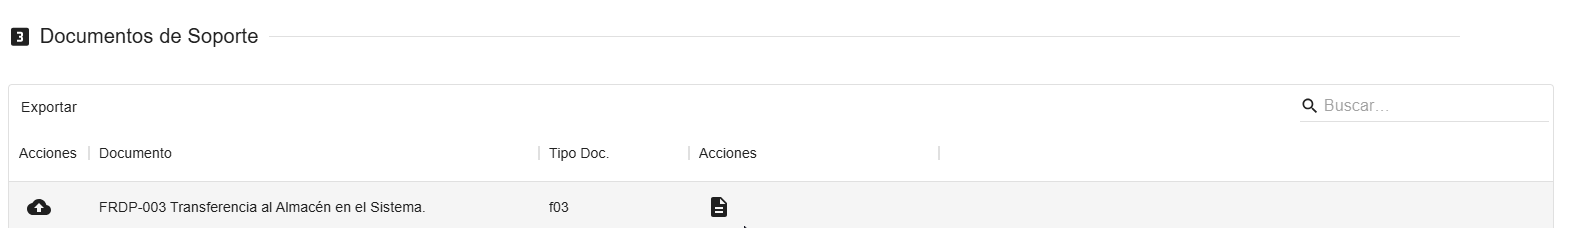 3 Documentos de Soporte
Exportar
Buscar...
Acciones Documento Tipo Doc. Acciones
FRDP-003 Transferencia al Almacén en el Sistema. f03